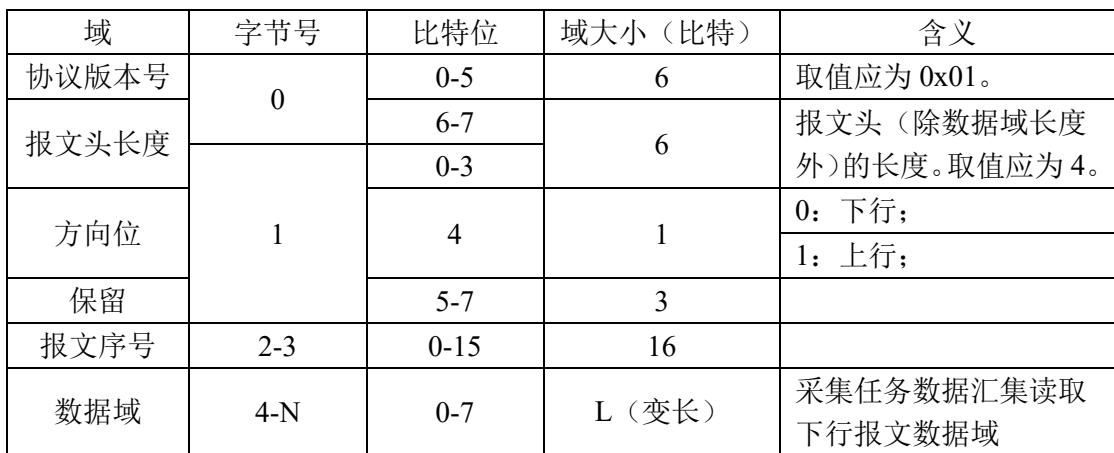 域 字节号 比特位 域大小（比特） 含义
协议版本号 0 0-5 6 取值应为 0x01。
报文头长度 6-7 6 报文头（除数据域长度
外）的长度。取值应为 4。
1 0-3
方向位 4 1 0：下行；
1：上行；
保留 5-7 3
报文序号 2-3 0-15 16
数据域 4-N 0-7 L（变长） 采集任务数据汇集读取
下行报文数据域